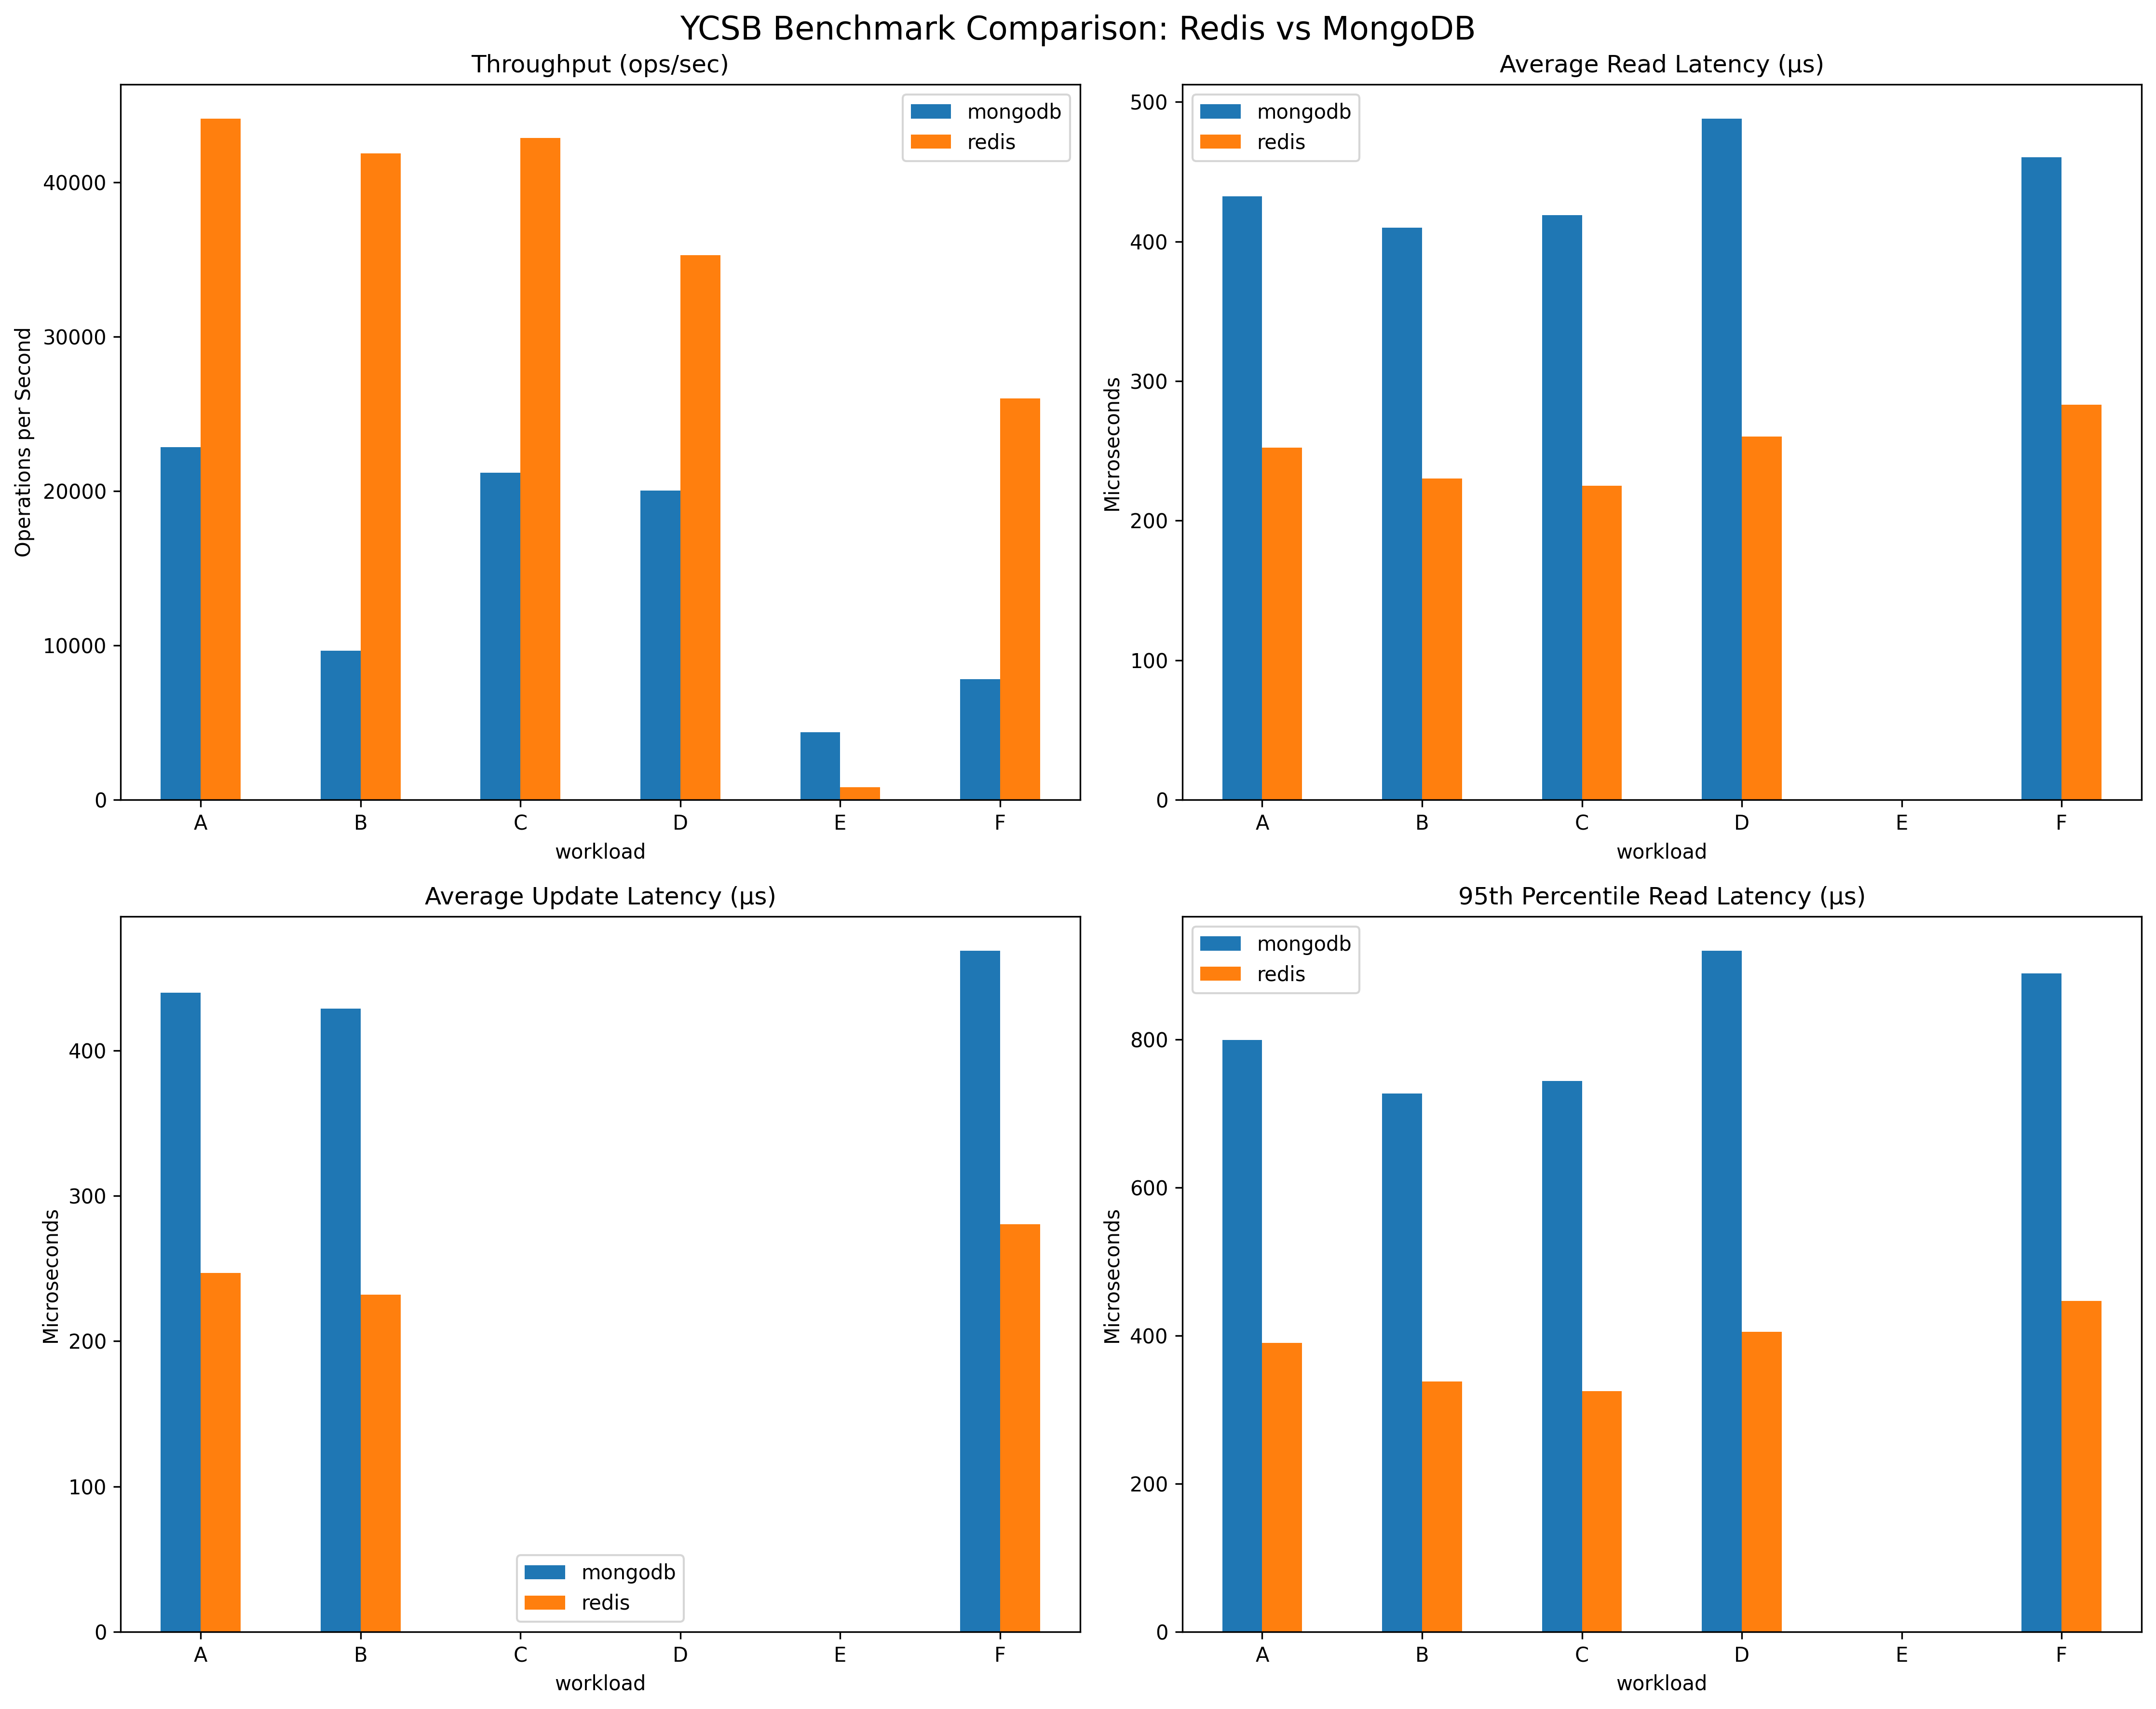 YCSB Benchmark Comparison: Redis vs MongoDB
Throughput (ops/sec)
Operations per Second
40000
30000
20000
10000
0
mongodb
redis
A B C D E F
workload
Average Read Latency (µs)
Microseconds
500
400
300
200
100
0
mongodb
redis
A B C D E F
workload
Average Update Latency (µs)
Microseconds
400
300
200
100
0
mongodb
redis
A B C D E F
workload
95th Percentile Read Latency (µs)
Microseconds
800
600
400
200
0
mongodb
redis
A B C D E F
workload